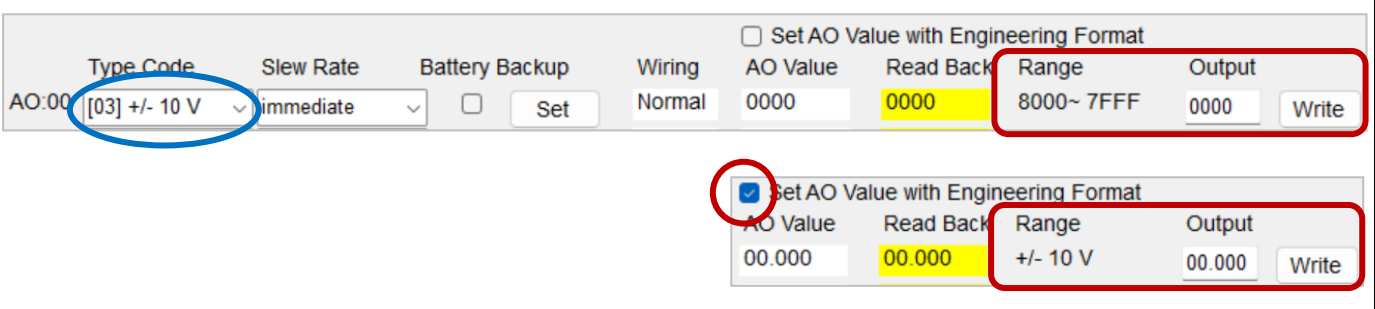 Set AO Value with Engineering Format
Type Code Slew Rate Battery Backup Wiring AO Value Read Back Range Output
AO:00 [03] +/- 10 V immediate Set Normal 0000 0000 8000~ 7FFF 0000 Write
Set AO Value with Engineering Format
AO Value Read Back Range Output
00.000 00.000 +/- 10 V 00.000 Write